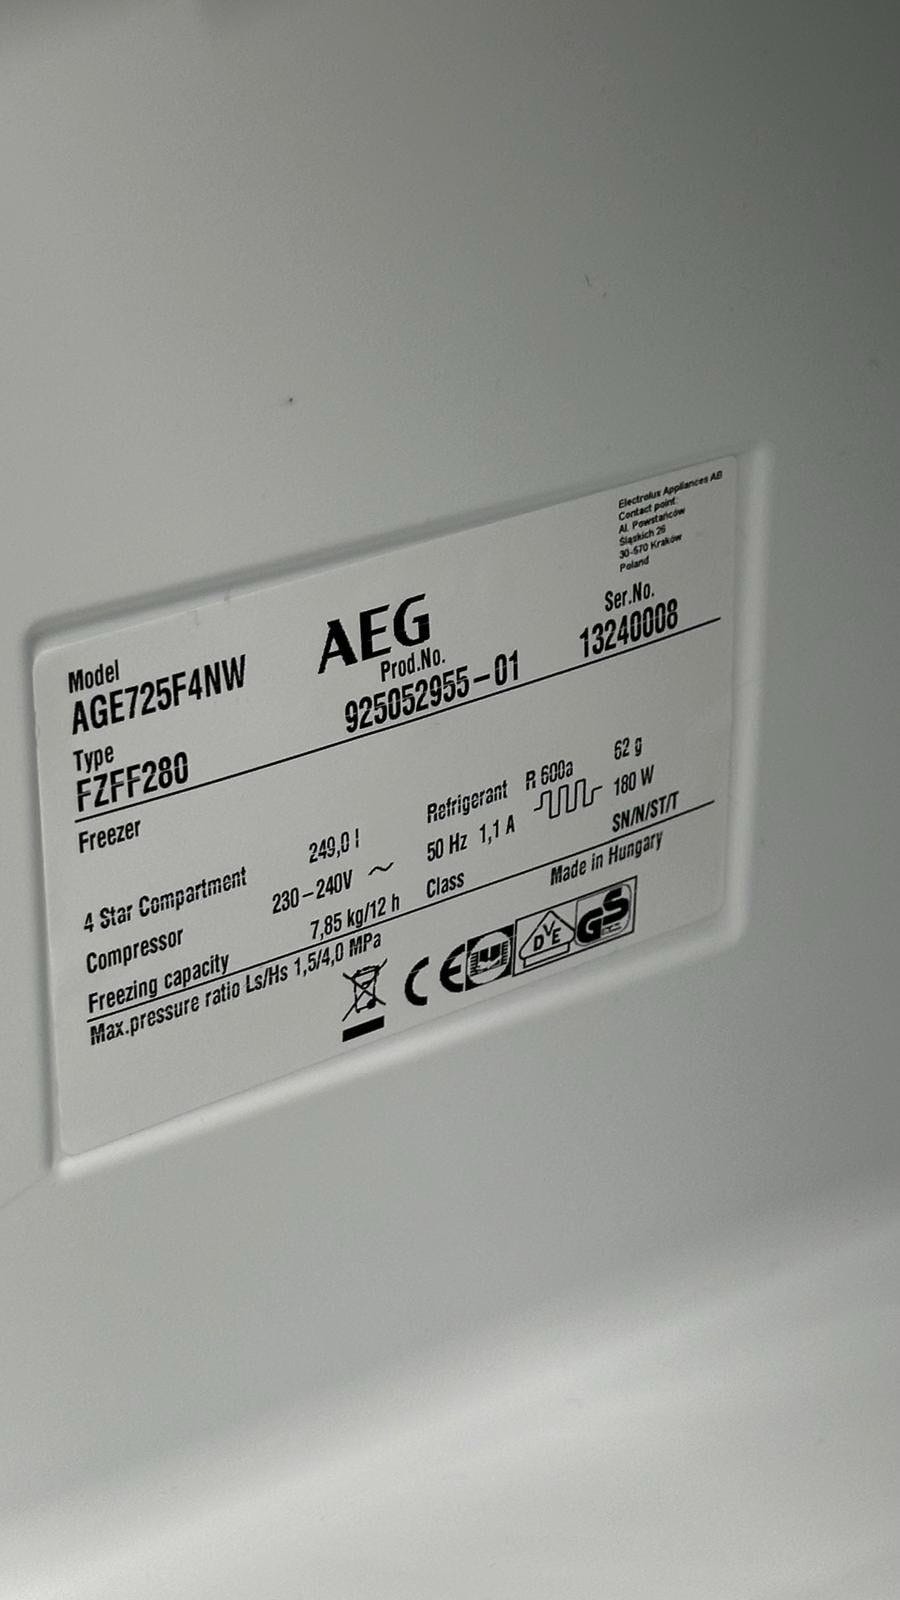 Electrolux Appliances AB
Contact point:
Al. Powstańców
Śląskich 26
30-570 Kraków
Poland
AEG
Model
AGE725F4NW
Prod.No.
925052955-01
Ser.No.
13240008
Type
FZFF280
Freezer
Refrigerant R 600a 62 g
4 Star Compartment 249,0 l
Compressor 230-240V ~ 50 Hz 1,1 A 180 W
Freezing capacity 7,85 kg/12 h Class SN/N/ST/T
Max.pressure ratio Ls/Hs 1,5/4,0 MPa
Made in Hungary
CE
DVE
GS